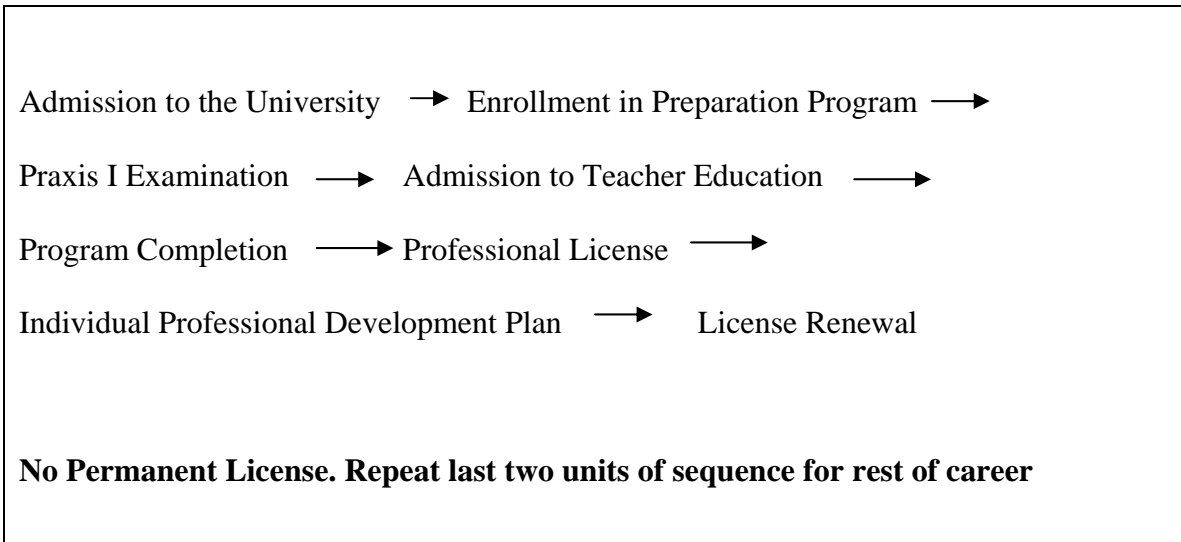 Admission to the University → Enrollment in Preparation Program →
Praxis I Examination → Admission to Teacher Education →
Program Completion → Professional License →
Individual Professional Development Plan → License Renewal
No Permanent License. Repeat last two units of sequence for rest of career